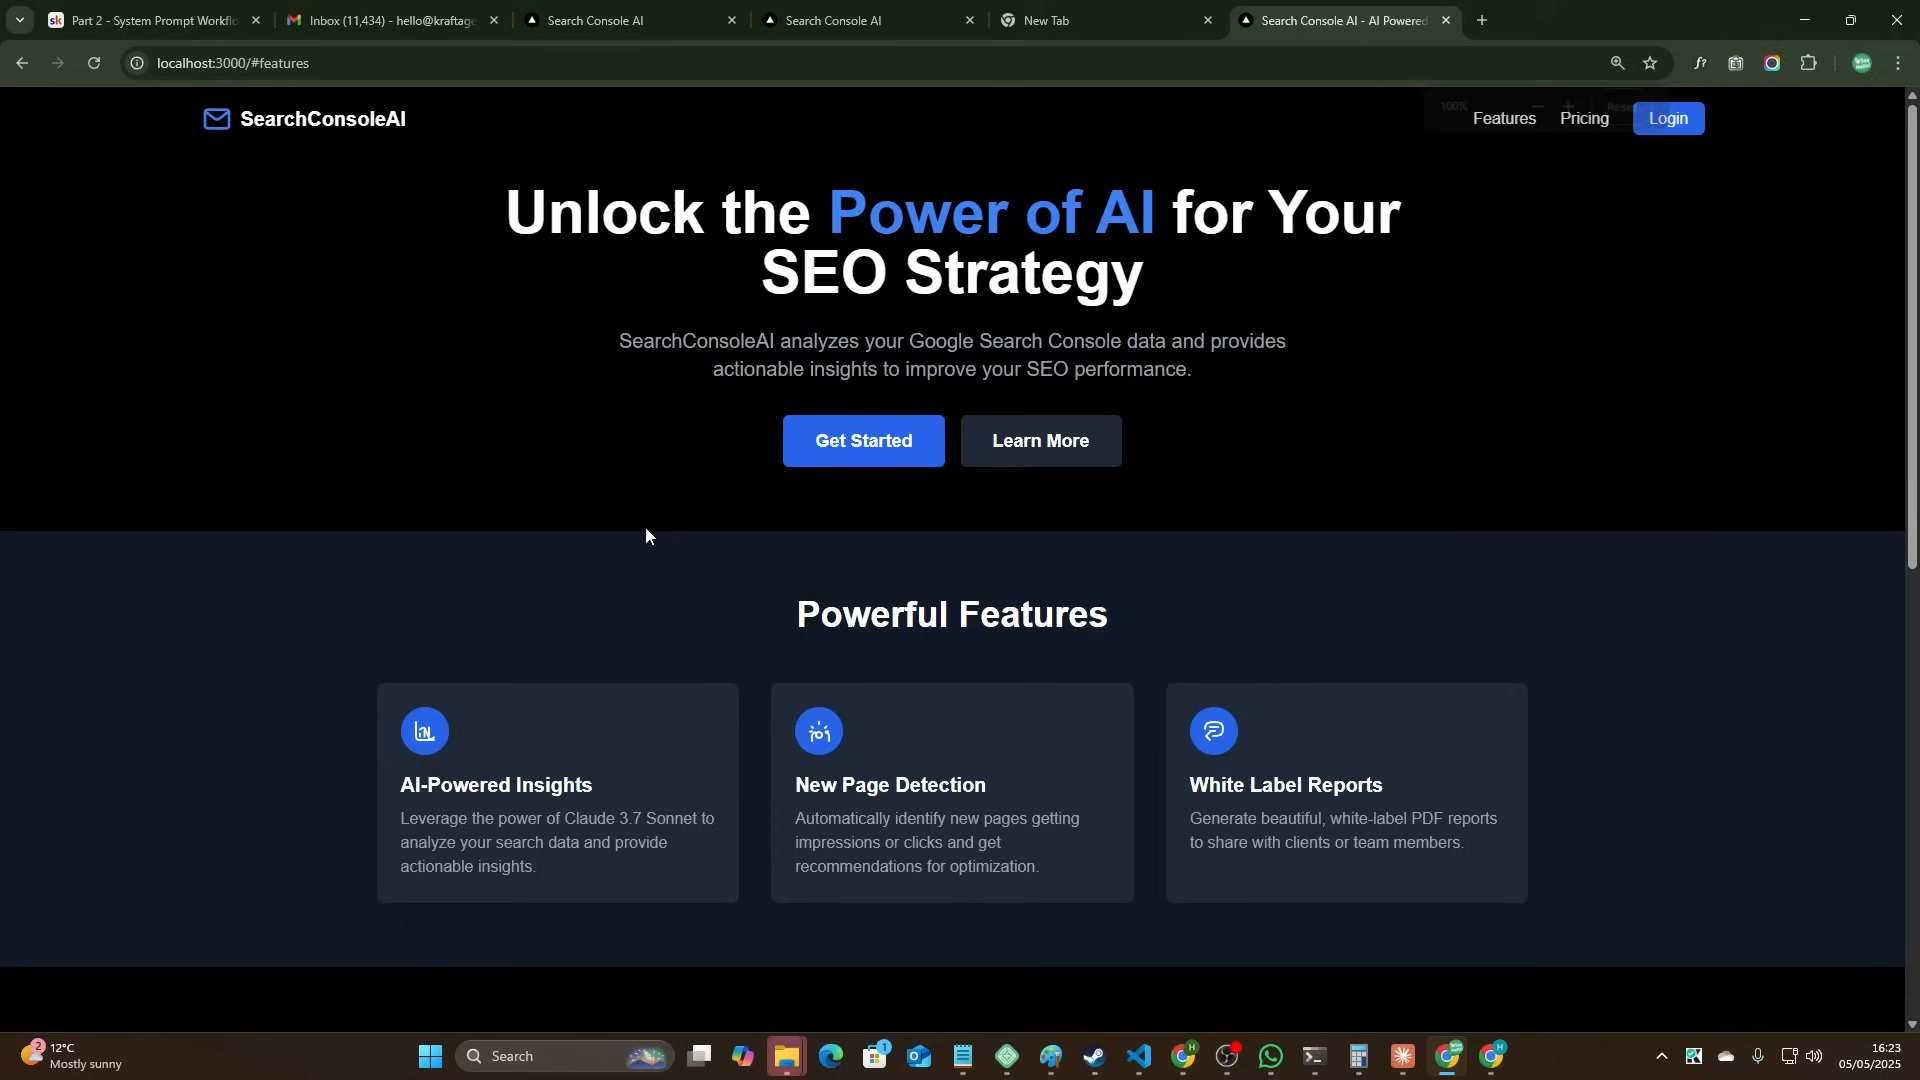 Part 2 - System Prompt Workflo
Inbox (11,434) - hello@kraftage
Search Console AI
Search Console AI
New Tab
Search Console AI - AI Powered
localhost:3000/#features
SearchConsoleAI
100%
Features
Pricing
Login
Unlock the Power of AI for Your
SEO Strategy
SearchConsoleAI analyzes your Google Search Console data and provides
actionable insights to improve your SEO performance.
Get Started
Learn More
Powerful Features
AI-Powered Insights
Leverage the power of Claude 3.7 Sonnet to
analyze your search data and provide
actionable insights.
New Page Detection
Automatically identify new pages getting
impressions or clicks and get
recommendations for optimization.
White Label Reports
Generate beautiful, white-label PDF reports
to share with clients or team members.
2
12°C
Mostly sunny
Search
1
16:23
05/05/2025